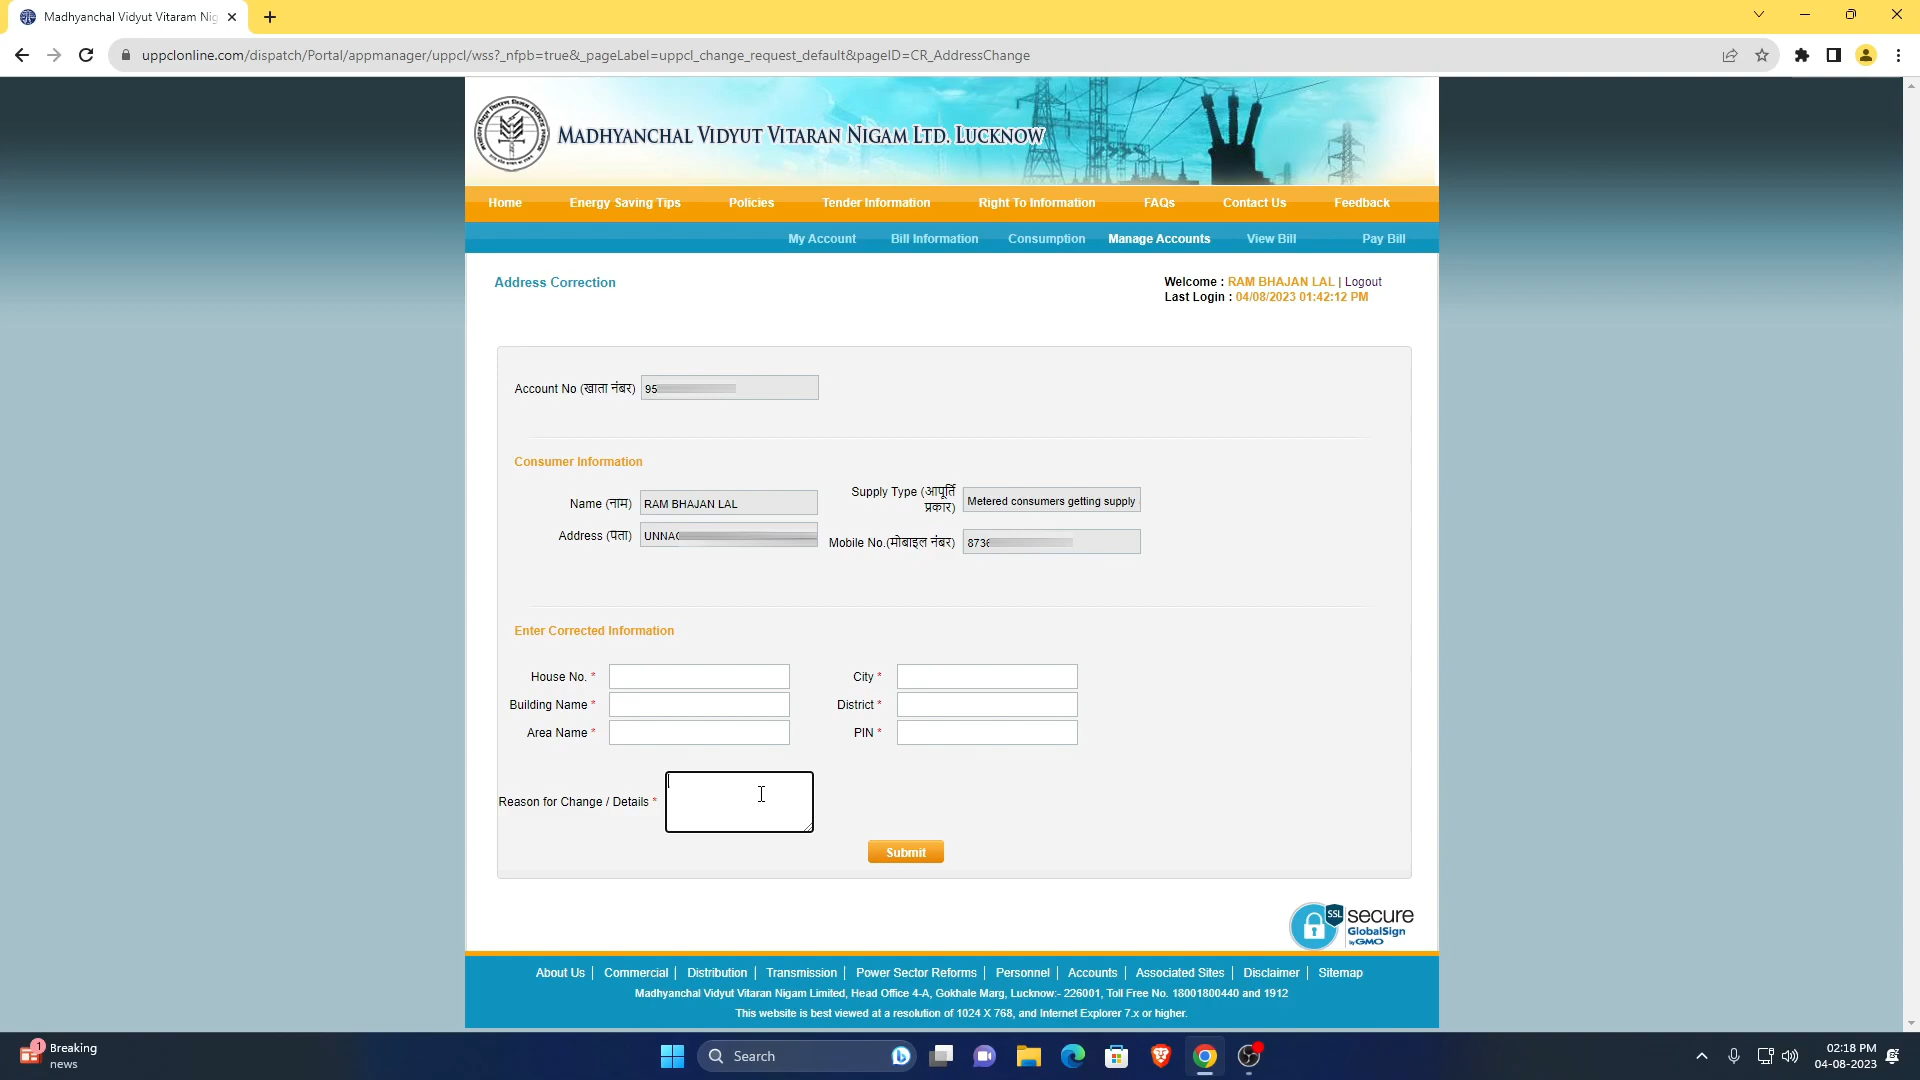 Madhyanchal Vidyut Vitaram Nig
uppclonline.com/dispatch/Portal/appmanager/uppcl/wss?_nfpb=true&_pageLabel=uppcl_change_request_default&pageID=CR_AddressChange
MADHYANCHAL VIDYUT VITARAN NIGAM LTD. LUCKNOW
Home Energy Saving Tips Policies Tender Information Right To Information FAQs Contact Us Feedback
My Account Bill Information Consumption Manage Accounts View Bill Pay Bill
Address Correction
Welcome : RAM BHAJAN LAL | Logout
Last Login : 04/08/2023 01:42:12 PM
Account No (खाता नंबर) 95
Consumer Information
Name (नाम) RAM BHAJAN LAL
Supply Type (आपूर्ति प्रकार) Metered consumers getting supply
Address (पता) UNNA
Mobile No.(मोबाइल नंबर) 873
Enter Corrected Information
House No. * City *
Building Name * District *
Area Name * PIN *
Reason for Change / Details *
Submit
SSL secure
GlobalSign
by GMO
About Us | Commercial | Distribution | Transmission | Power Sector Reforms | Personnel | Accounts | Associated Sites | Disclaimer | Sitemap
Madhyanchal Vidyut Vitaran Nigam Limited, Head Office 4-A, Gokhale Marg, Lucknow:- 226001, Toll Free No. 18001800440 and 1912
This website is best viewed at a resolution of 1024 X 768, and Internet Explorer 7.x or higher.
1 Breaking
news
Search
02:18 PM
04-08-2023